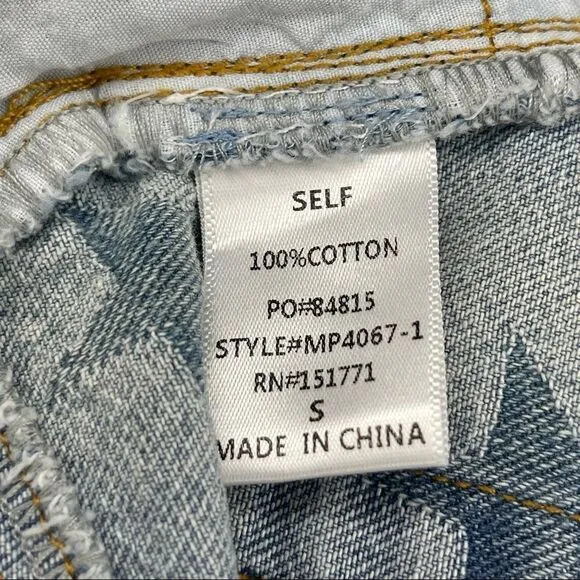 SELF
100%COTTON
PO#84815
STYLE#MP4067-1
RN#151771
S
MADE IN CHINA